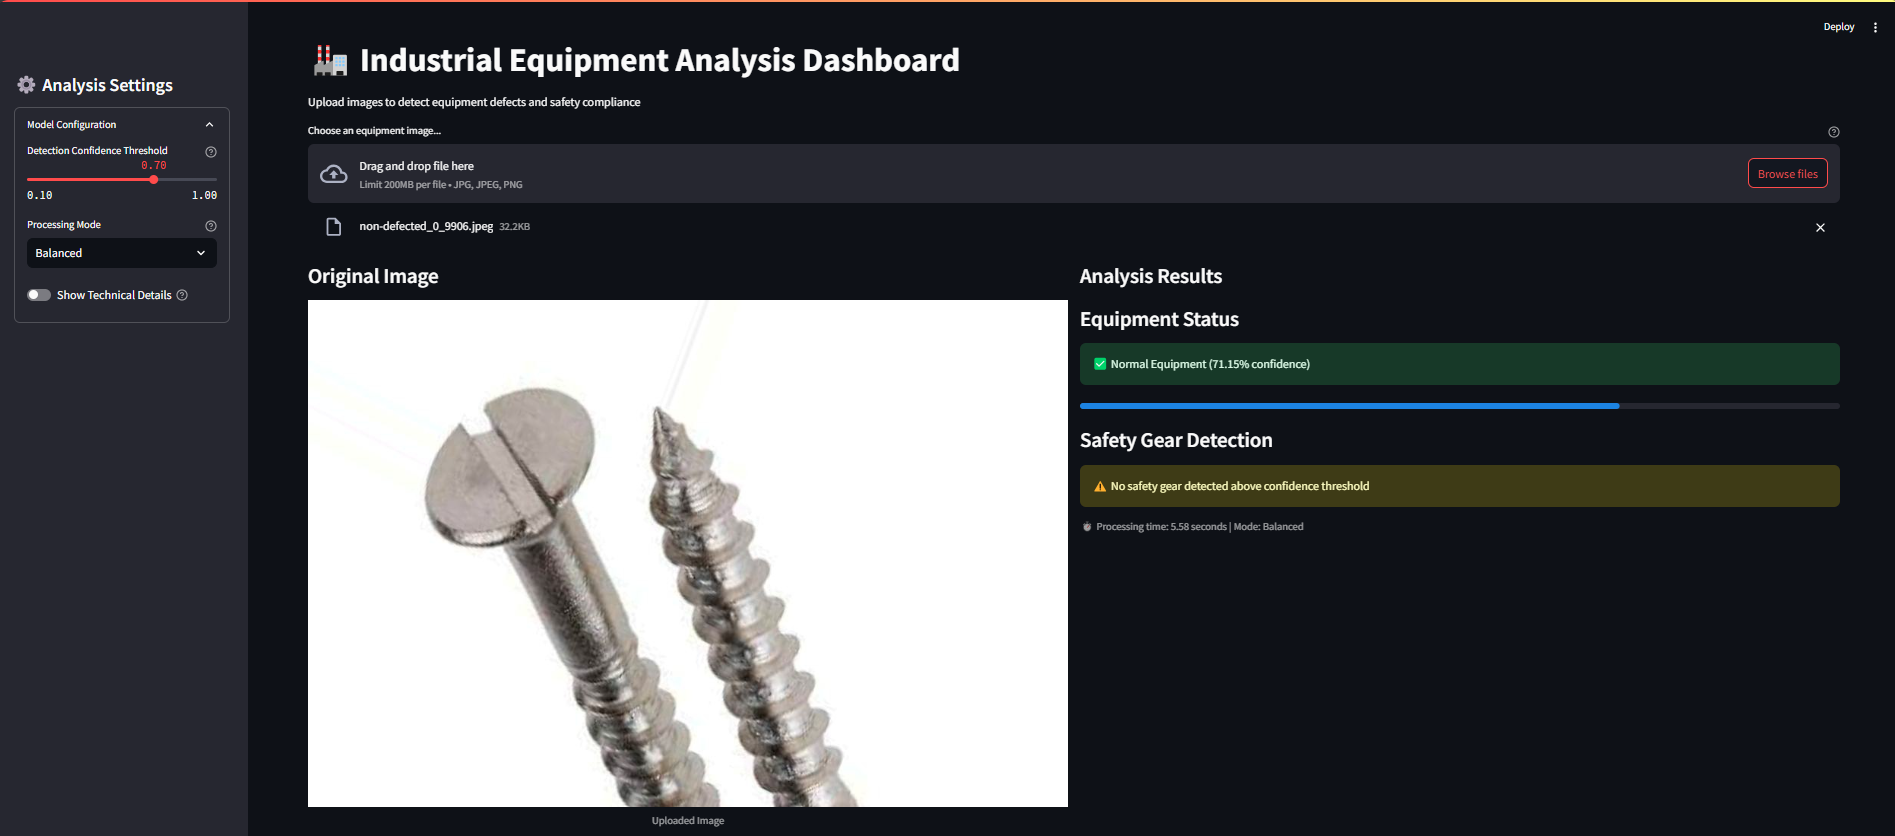 Deploy
Analysis Settings
Model Configuration
Detection Confidence Threshold
0.70
0.10 1.00
Processing Mode
Balanced
Show Technical Details
Industrial Equipment Analysis Dashboard
Upload images to detect equipment defects and safety compliance
Choose an equipment image...
Drag and drop file here
Limit 200MB per file • JPG, JPEG, PNG
Browse files
non-defected_0_9906.jpeg 32.2KB
Original Image
Uploaded Image
Analysis Results
Equipment Status
Normal Equipment (71.15% confidence)
Safety Gear Detection
No safety gear detected above confidence threshold
Processing time: 5.58 seconds | Mode: Balanced